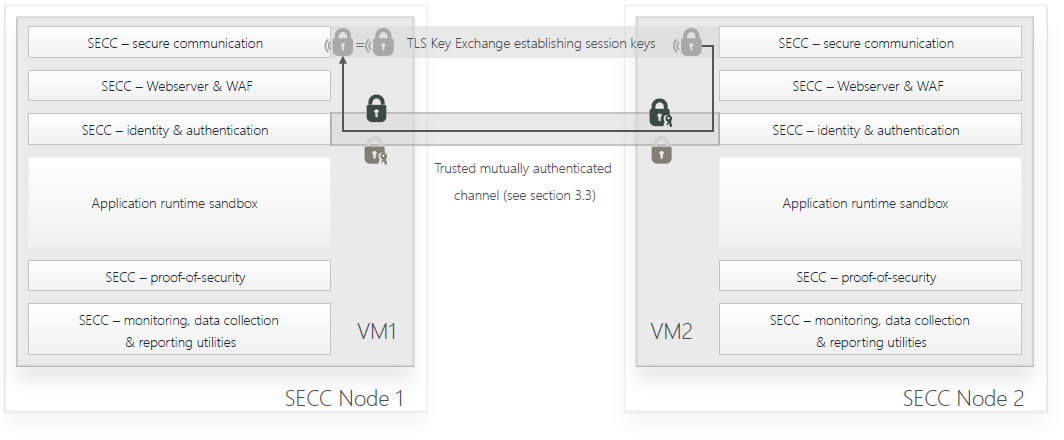 SECC – secure communication
=
TLS Key Exchange establishing session keys
SECC – secure communication
SECC – Webserver & WAF
SECC – Webserver & WAF
SECC – identity & authentication
SECC – identity & authentication
Trusted mutually authenticated
channel (see section 3.3)
Application runtime sandbox
Application runtime sandbox
SECC – proof-of-security
SECC – proof-of-security
SECC – monitoring, data collection
& reporting utilities
VM1
VM2
SECC – monitoring, data collection
& reporting utilities
SECC Node 1
SECC Node 2